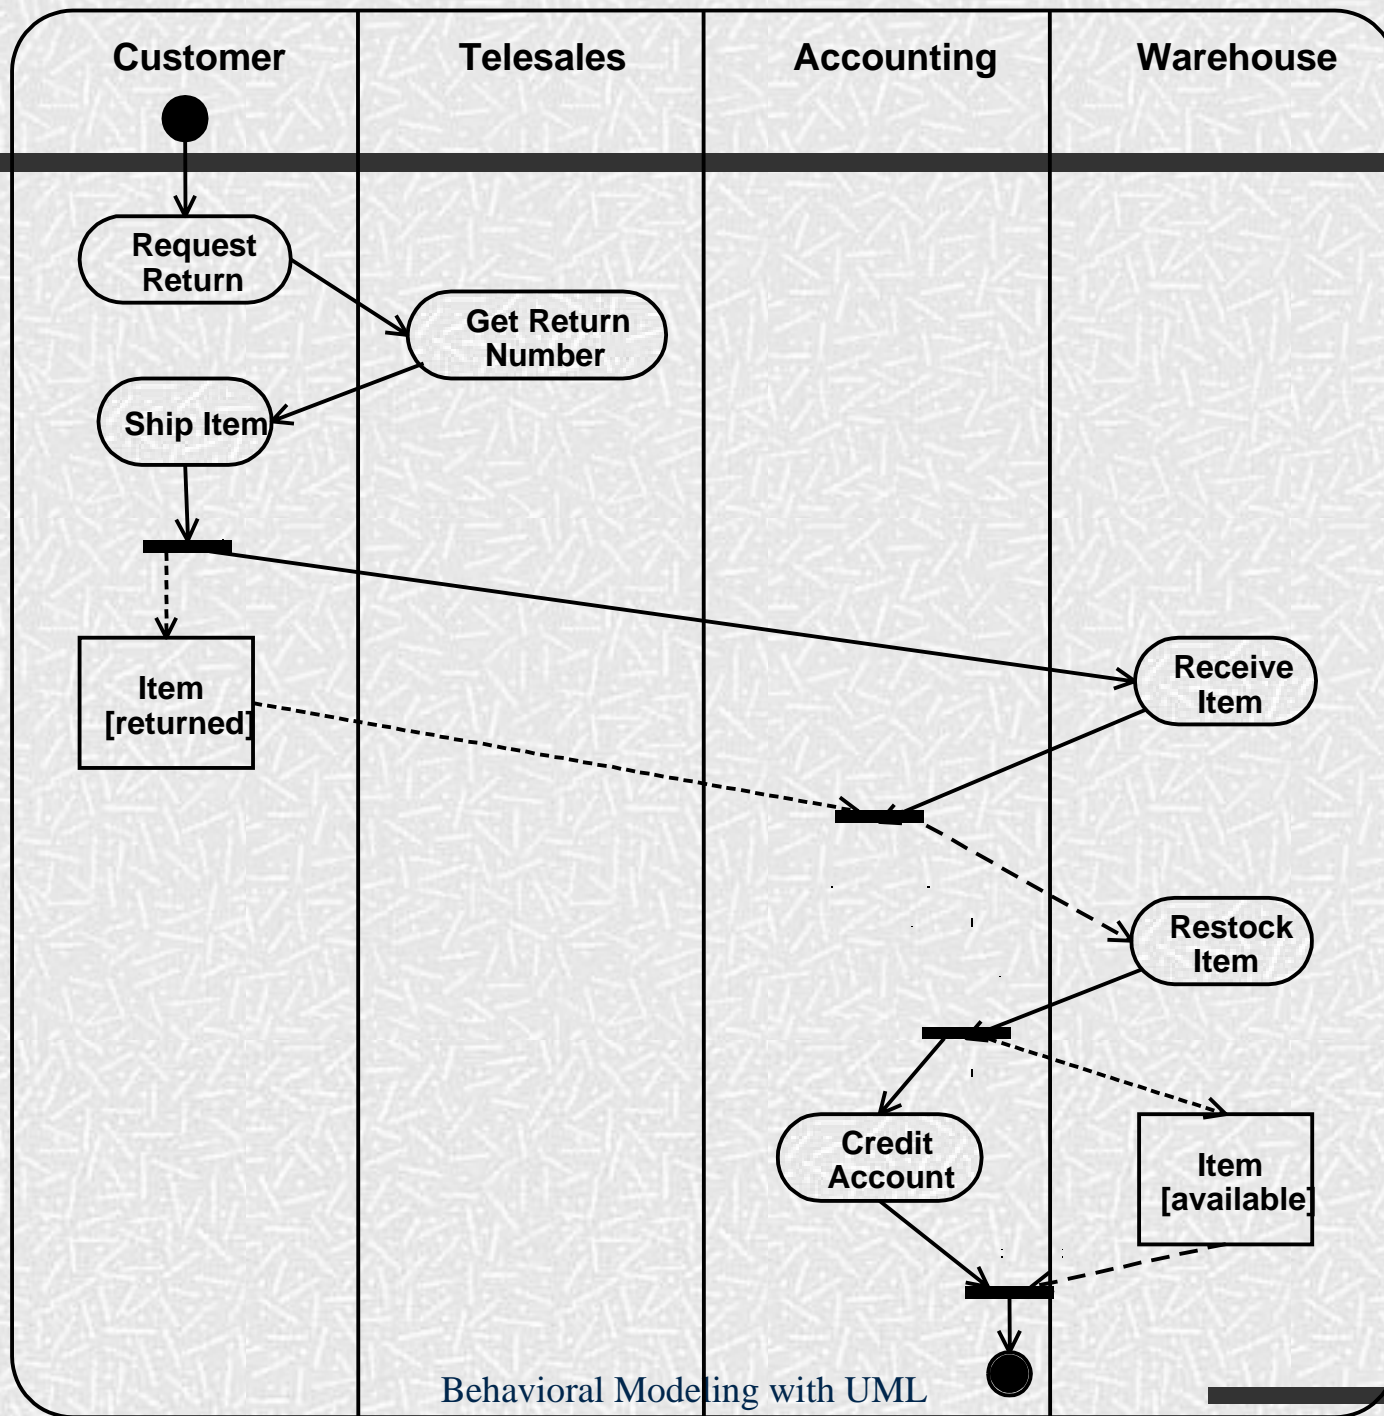 Customer Telesales Accounting Warehouse
Request
Return
Get Return
Number
Ship Item
Item
[returned]
Receive
Item
Restock
Item
Credit
Account
Item
[available]
Behavioral Modeling with UML